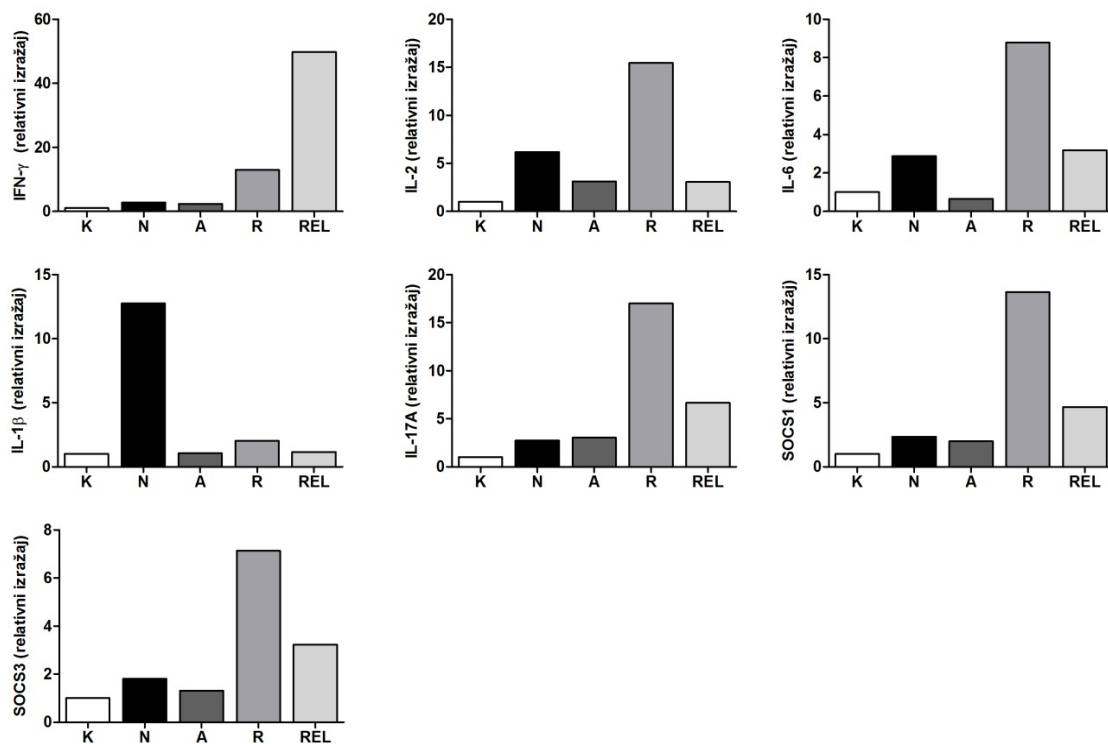 IFN-γ (relativni izražaj)
60
40
20
0
K N A R REL
IL-2 (relativni izražaj)
20
15
10
5
0
K N A R REL
IL-6 (relativni izražaj)
10
8
6
4
2
0
K N A R REL
IL-1β (relativni izražaj)
15
10
5
0
K N A R REL
IL-17A (relativni izražaj)
20
15
10
5
0
K N A R REL
SOCS1 (relativni izražaj)
15
10
5
0
K N A R REL
SOCS3 (relativni izražaj)
8
6
4
2
0
K N A R REL